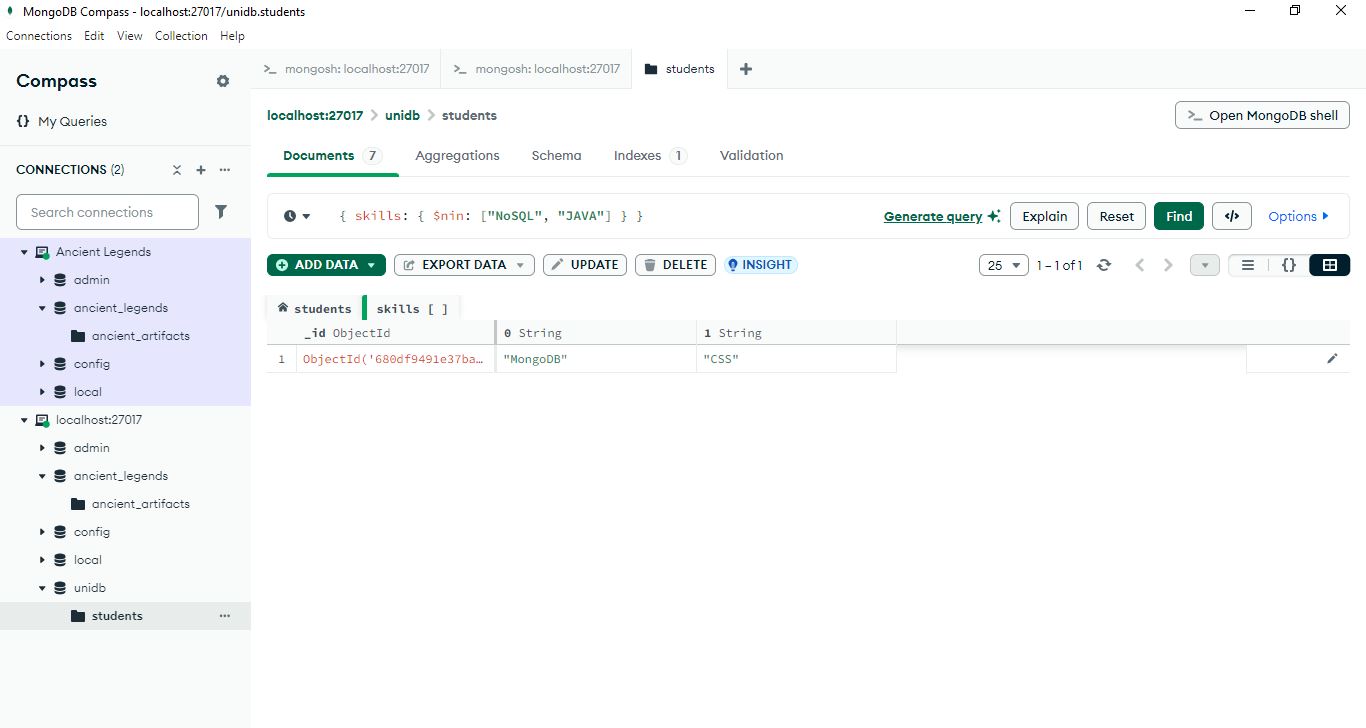 MongoDB Compass - localhost:27017/unidb.students
Connections Edit View Collection Help
Compass
{} My Queries
CONNECTIONS (2)
Search connections
Ancient Legends
admin
ancient_legends
ancient_artifacts
config
local
localhost:27017
admin
ancient_legends
ancient_artifacts
config
local
unidb
students
>_ mongosh: localhost:27017 >_ mongosh: localhost:27017 students +
localhost:27017 > unidb > students
>_ Open MongoDB shell
Documents 7 Aggregations Schema Indexes 1 Validation
{ skills: { $nin: ["NoSQL", "JAVA"] } }
Generate query Explain Reset Find </> Options
ADD DATA EXPORT DATA UPDATE DELETE INSIGHT
25 1 – 1 of 1 {}
students skills [ ]
_id ObjectId 0 String 1 String
1 ObjectId('680df9491e37ba… "MongoDB" "CSS"